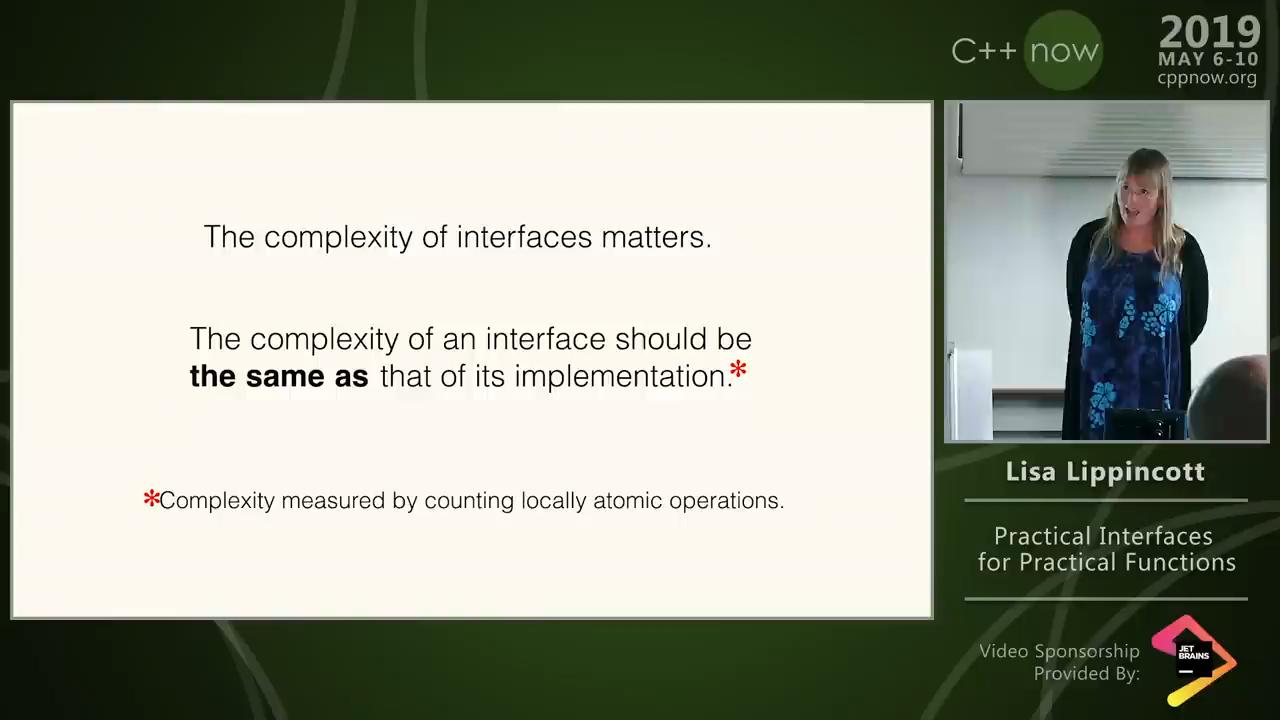 C++ now
2019
MAY 6-10
cppnow.org
The complexity of interfaces matters.
The complexity of an interface should be
the same as that of its implementation.*
*Complexity measured by counting locally atomic operations.
Lisa Lippincott
Practical Interfaces
for Practical Functions
Video Sponsorship
Provided By:
JET
BRAINS